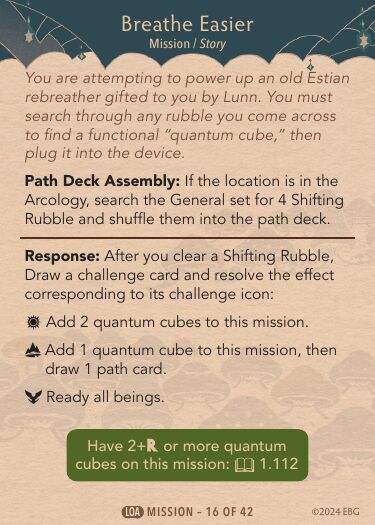 Breathe Easier
Mission / Story
You are attempting to power up an old Estian
rebreather gifted to you by Lunn. You must
search through any rubble you come across
to find a functional “quantum cube,” then
plug it into the device.
Path Deck Assembly: If the location is in the
Arcology, search the General set for 4 Shifting
Rubble and shuffle them into the path deck.
Response: After you clear a Shifting Rubble,
Draw a challenge card and resolve the effect
corresponding to its challenge icon:
Add 2 quantum cubes to this mission.
Add 1 quantum cube to this mission, then
draw 1 path card.
Ready all beings.
Have 2+R or more quantum
cubes on this mission: 1.112
LOA MISSION – 16 OF 42
©2024 EBG